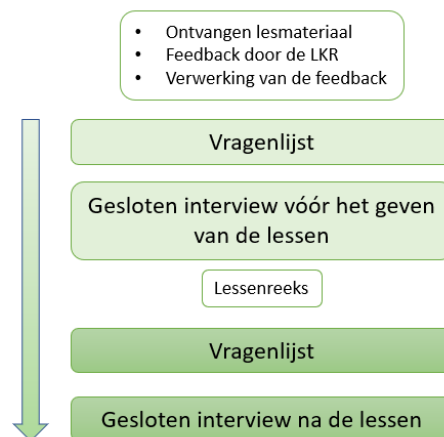 • Ontvangen lesmateriaal
• Feedback door de LKR
• Verwerking van de feedback
Vragenlijst
Gesloten interview vóór het geven
van de lessen
Lessenreeks
Vragenlijst
Gesloten interview na de lessen